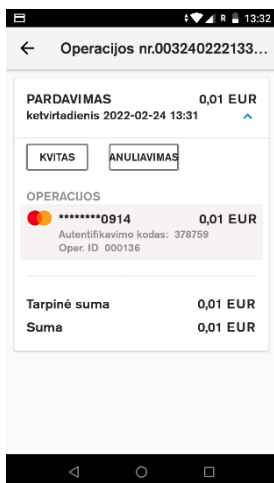 R 13:32
Operacijos nr.003240222133...
PARDAVIMAS 0,01 EUR
ketvirtadienis 2022-02-24 13:31
KVITAS ANULIAVIMAS
OPERACIJOS
********0914 0,01 EUR
Autentifikavimo kodas: 378759
Oper. ID 000136
Tarpinė suma 0,01 EUR
Suma 0,01 EUR